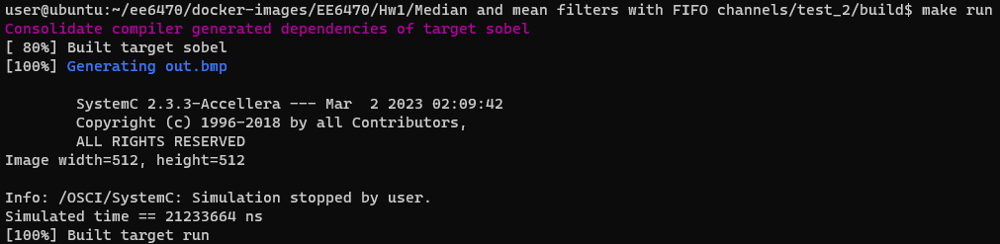 user@ubuntu:~/ee6470/docker-images/EE6470/Hw1/Median and mean filters with FIFO channels/test_2/build$ make run
Consolidate compiler generated dependencies of target sobel
[ 80%] Built target sobel
[100%] Generating out.bmp
SystemC 2.3.3-Accellera --- Mar  2 2023 02:09:42
Copyright (c) 1996-2018 by all Contributors,
ALL RIGHTS RESERVED
Image width=512, height=512
Info: /OSCI/SystemC: Simulation stopped by user.
Simulated time == 21233664 ns
[100%] Built target run